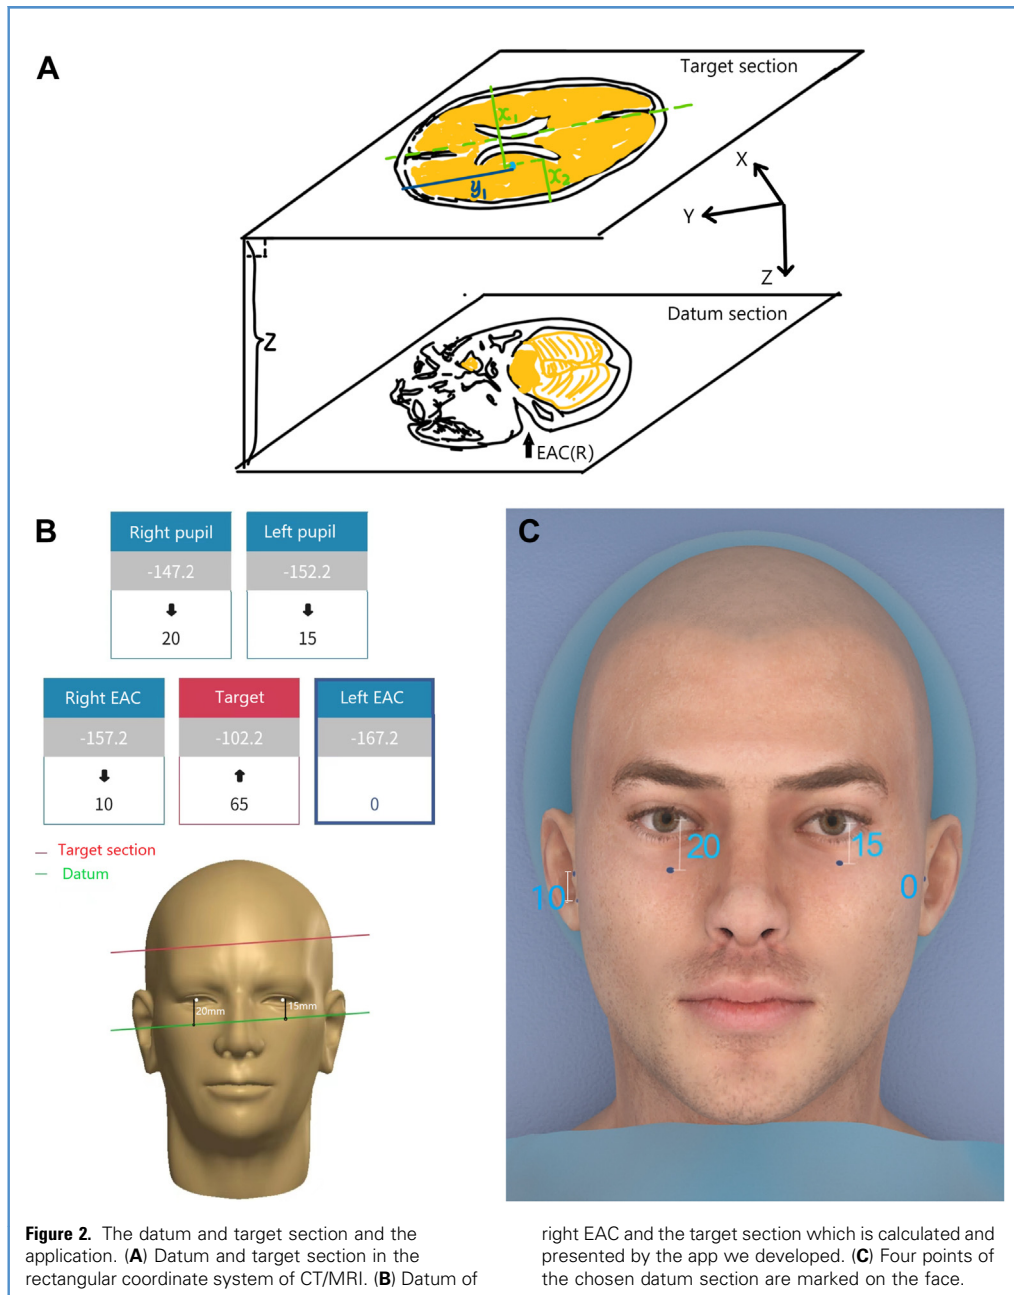 A
Target section
x1
x2
y1
X
Y
Z
Z
Datum section
EAC(R)
B
Right pupil
Left pupil
-147.2
-152.2
20
15
Right EAC
Target
Left EAC
-157.2
-102.2
-167.2
10
65
0
Target section
Datum
20mm
15mm
C
20
15
10
0
Figure 2. The datum and target section and the
application. (A) Datum and target section in the
rectangular coordinate system of CT/MRI. (B) Datum of
right EAC and the target section which is calculated and
presented by the app we developed. (C) Four points of
the chosen datum section are marked on the face.